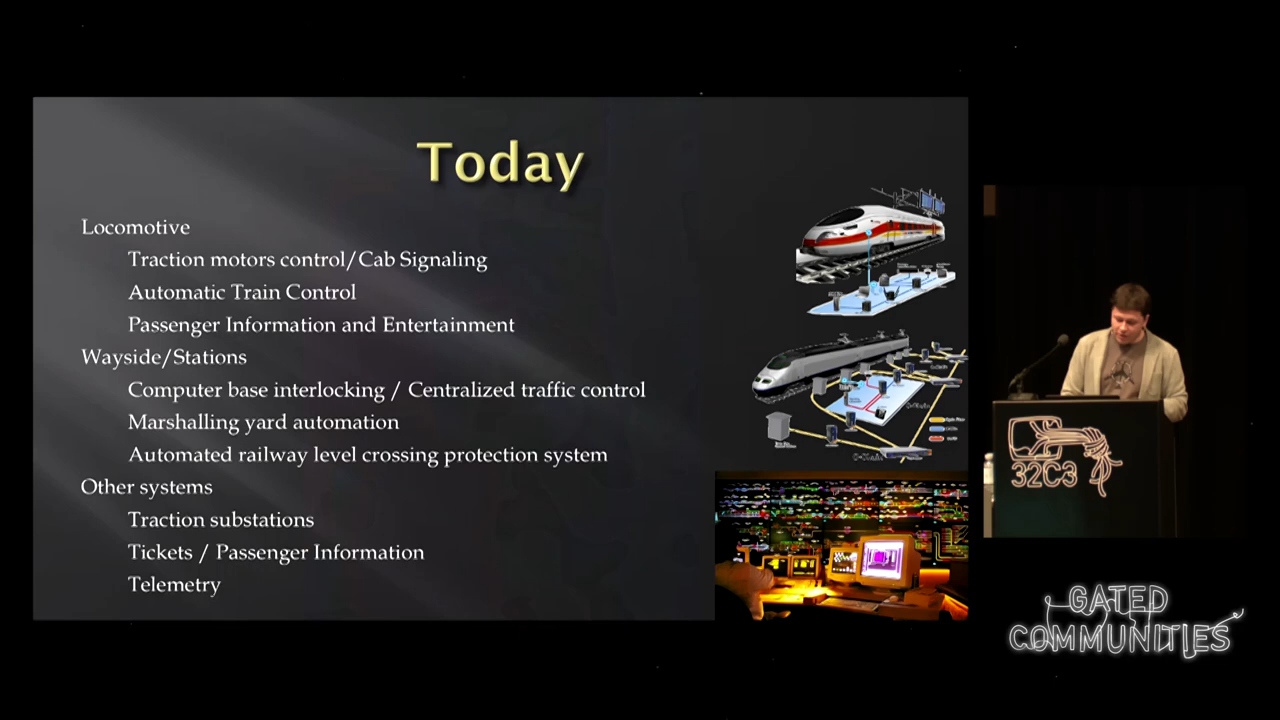 Today
Locomotive
Traction motors control/Cab Signaling
Automatic Train Control
Passenger Information and Entertainment
Wayside/Stations
Computer base interlocking / Centralized traffic control
Marshalling yard automation
Automated railway level crossing protection system
Other systems
Traction substations
Tickets / Passenger Information
Telemetry
32C3
GATED
COMMUNITIES